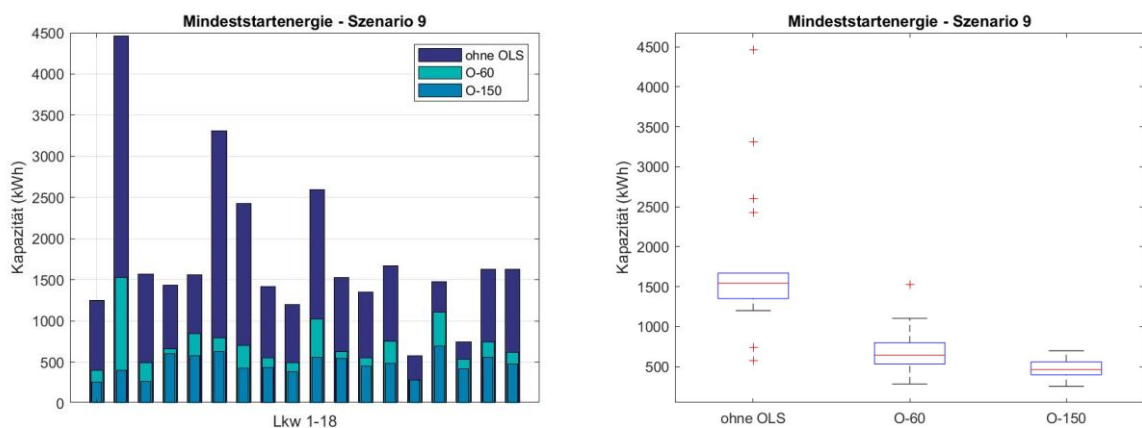 Mindeststartenergie - Szenario 9
4500
4000
3500
3000
2500
2000
1500
1000
500
0
Kapazität (kWh)
ohne OLS
O-60
O-150
Lkw 1-18
Mindeststartenergie - Szenario 9
4500
4000
3500
3000
2500
2000
1500
1000
500
Kapazität (kWh)
ohne OLS
O-60
O-150